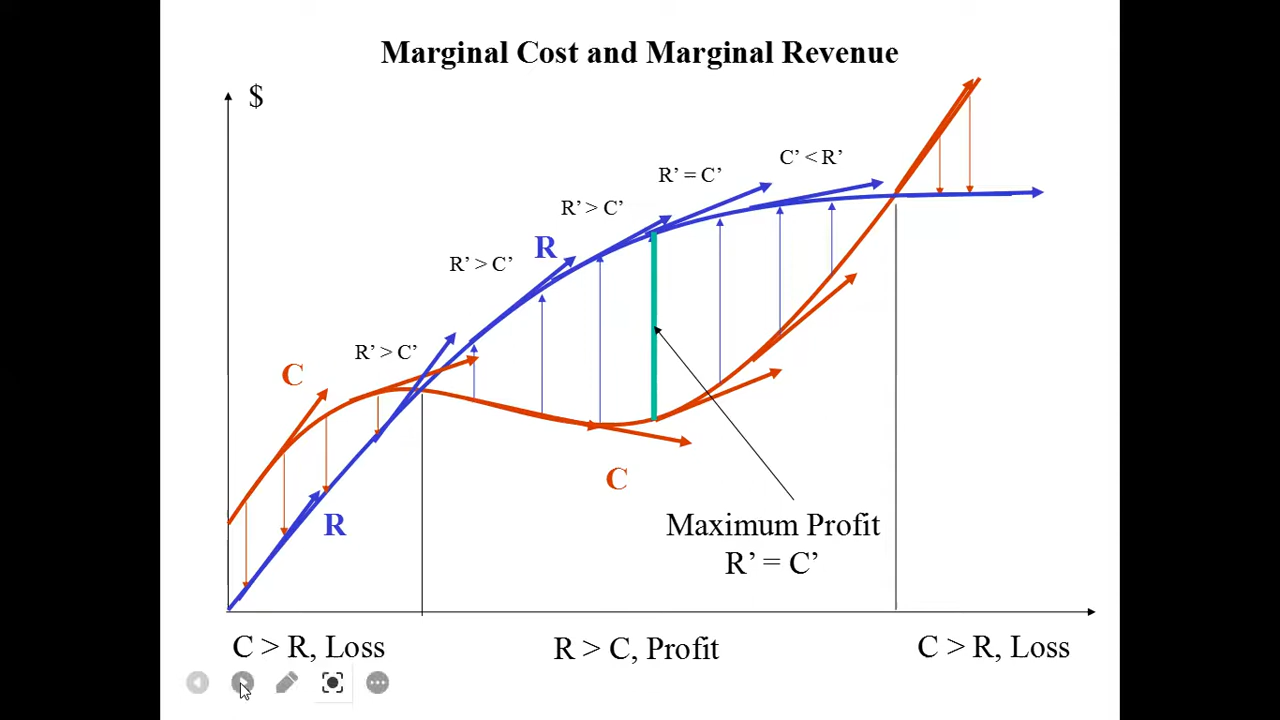 Marginal Cost and Marginal Revenue
$
C’ < R’
R’ = C’
R’ > C’
R
R’ > C’
R’ > C’
C
C
R
Maximum Profit
R’ = C’
C > R, Loss
R > C, Profit
C > R, Loss